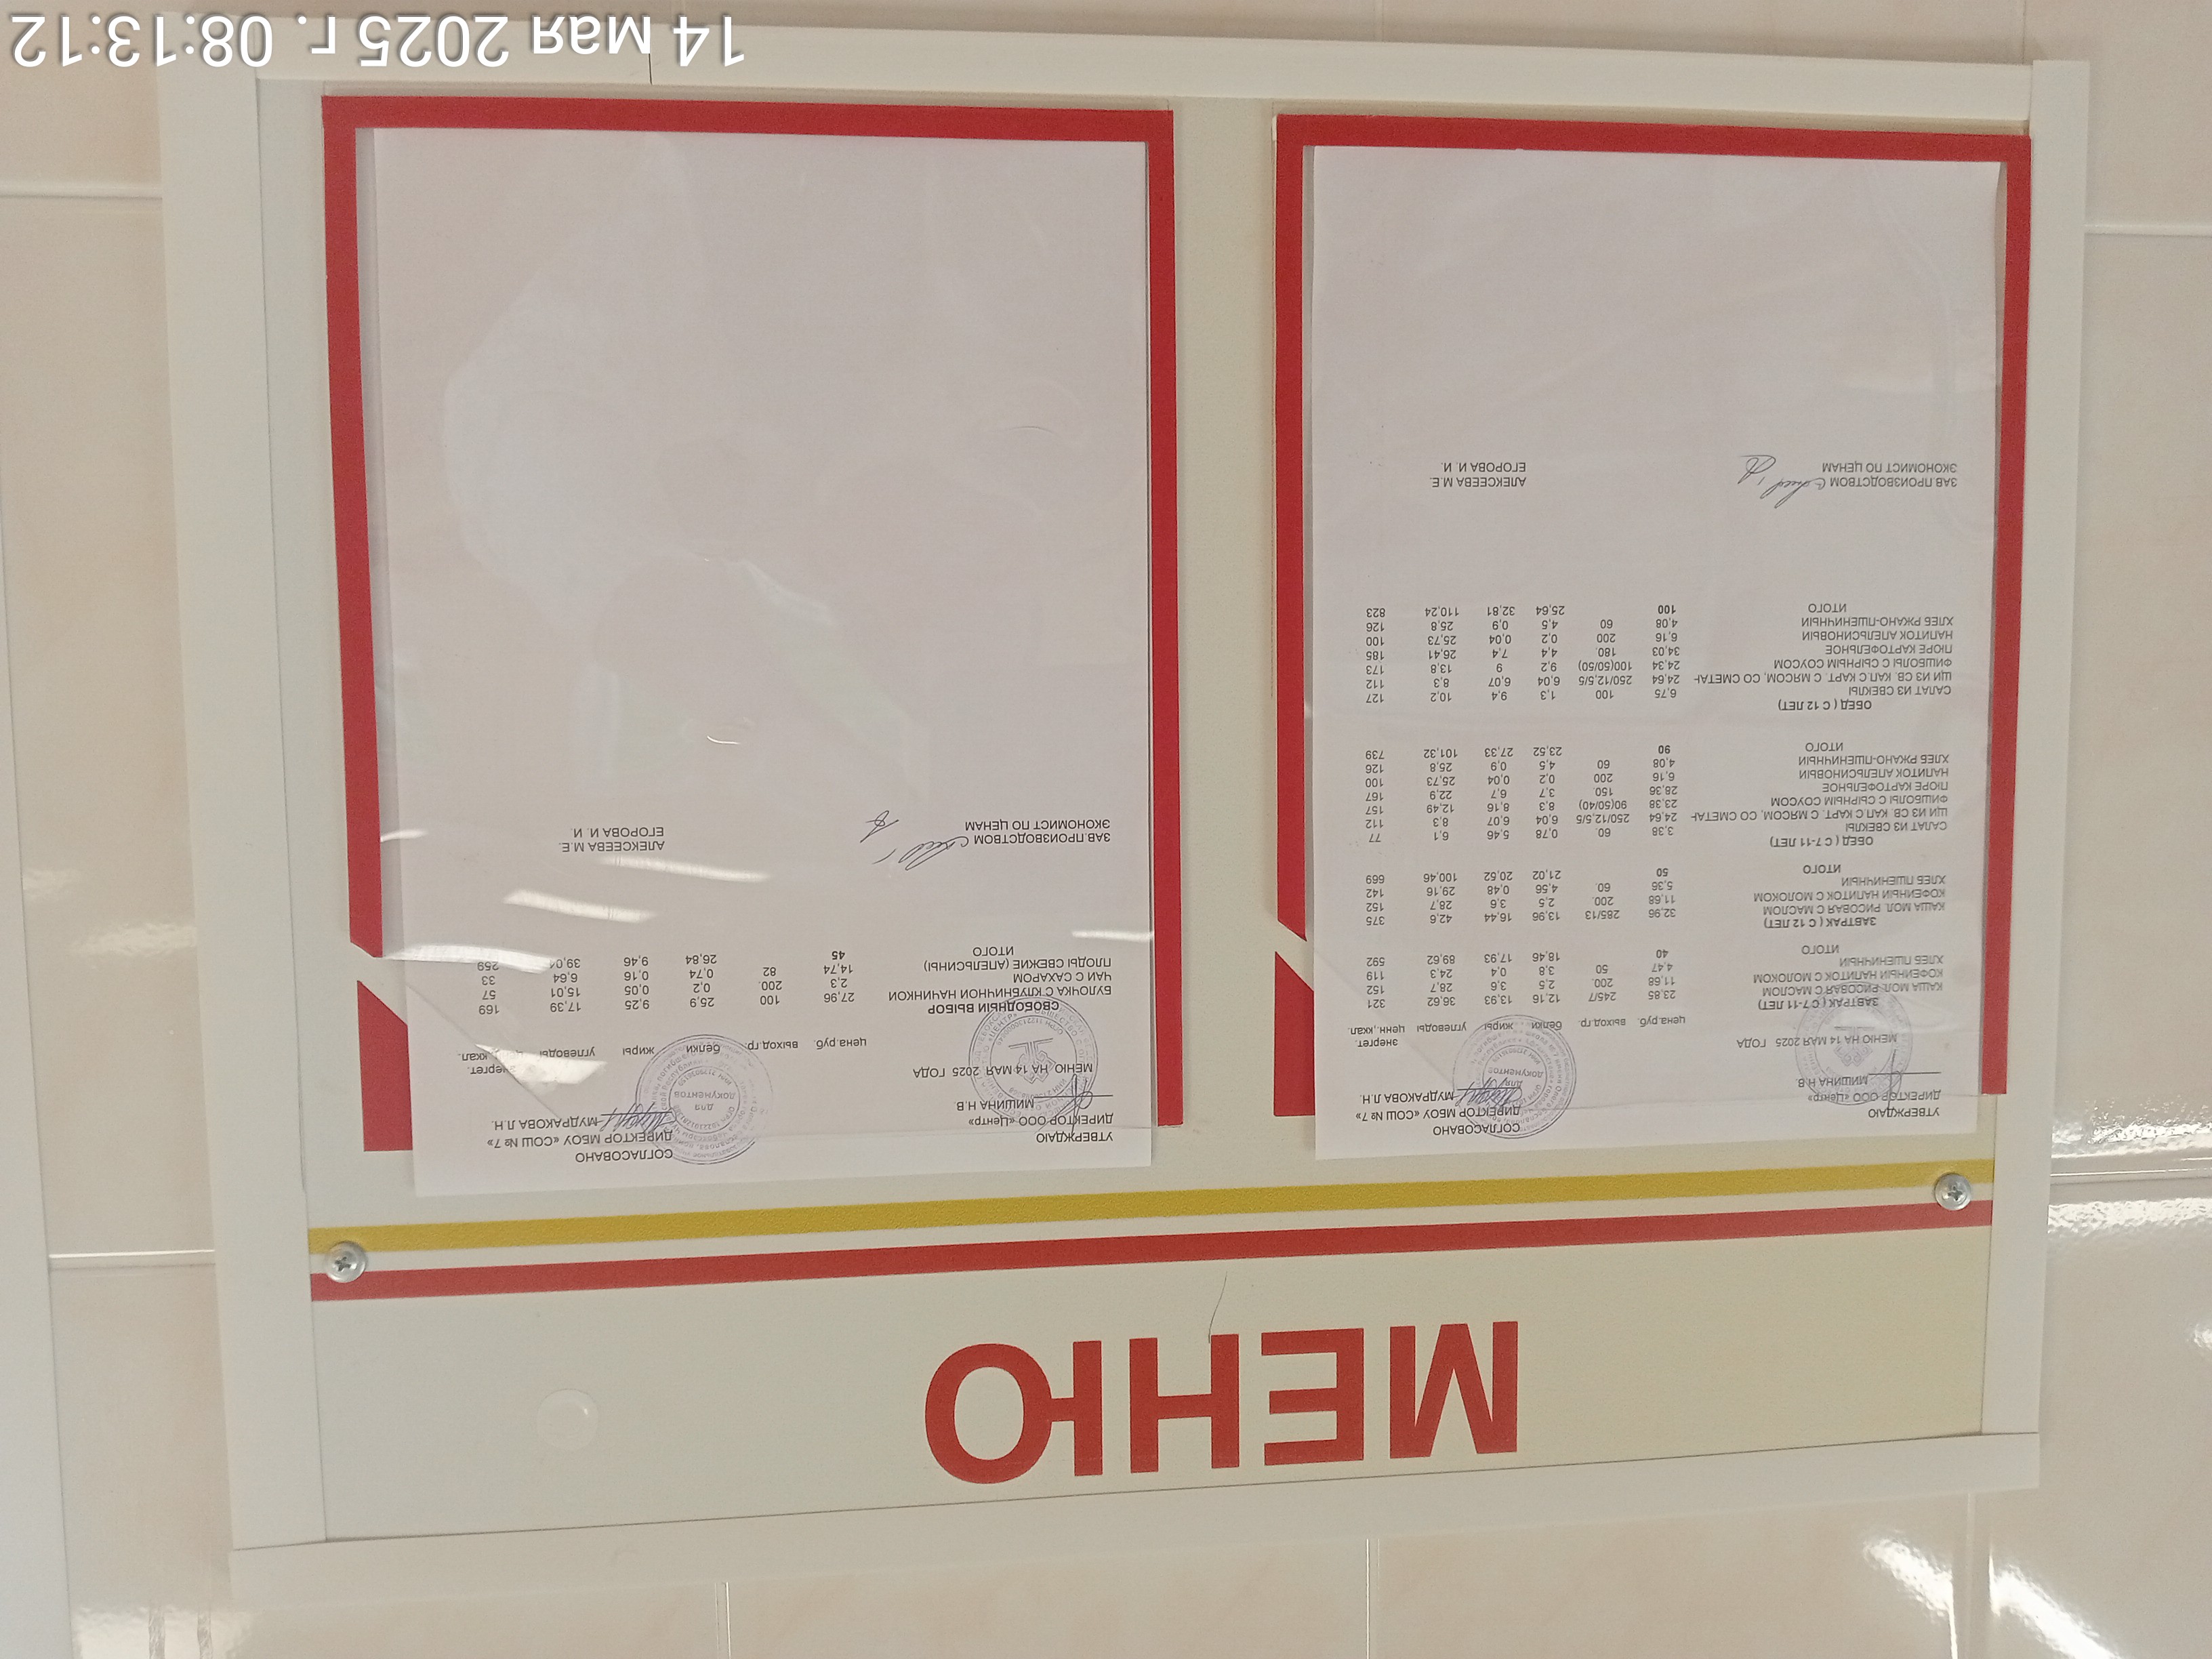 14 мая 2025 г. 08:13:12
МЕНЮ
УТВЕРЖДАЮ СОГЛАСОВАНО
ДИРЕКТОР ООО «Центр» ДИРЕКТОР МБОУ «СОШ № 7»
МИШИНА Н.В МУДРАКОВА Л.Н.
МЕНЮ НА 14 МАЯ 2025 ГОДА
цена.руб. выход.гр. белки жиры углеводы энергет. ценн.,ккал.
ЗАВТРАК ( С 7-11 ЛЕТ)
КАША МОЛ. РИСОВАЯ С МАСЛОМ 23,85 245/7 12,16 13,93 36,62 321
КОФЕЙНЫЙ НАПИТОК С МОЛОКОМ 11,68 200. 2,5 3,6 28,7 152
ХЛЕБ ПШЕНИЧНЫЙ 4,47 50 3,8 0,4 24,3 119
ИТОГО 40 18,46 17,93 89,62 592
ЗАВТРАК ( С 12 ЛЕТ)
КАША МОЛ. РИСОВАЯ С МАСЛОМ 32,96 285/13 13,96 16,44 42,6 375
КОФЕЙНЫЙ НАПИТОК С МОЛОКОМ 11,68 200. 2,5 3,6 28,7 152
ХЛЕБ ПШЕНИЧНЫЙ 5,36 60 4,56 0,48 29,16 142
ИТОГО 50 21,02 20,52 100,46 669
ОБЕД ( С 7-11 ЛЕТ)
САЛАТ ИЗ СВЕКЛЫ 3,38 60. 0,78 5,46 6,1 77
ЩИ ИЗ СВ. КАП.С КАРТ. С МЯСОМ, СО СМЕТАН 24,64 250/12,5/5 6,04 6,07 8,3 112
ФИШБОЛЫ С СЫРНЫМ СОУСОМ 23,38 90(50/40) 8,3 8,16 12,49 157
ПЮРЕ КАРТОФЕЛЬНОЕ 28,36 150. 3,7 6,7 22,9 167
НАПИТОК АПЕЛЬСИНОВЫЙ 6,16 200 0,2 0,04 25,73 100
ХЛЕБ РЖАНО-ПШЕНИЧНЫЙ 4,08 60 4,5 0,9 25,8 126
ИТОГО 90 23,52 27,33 101,32 739
ОБЕД ( С 12 ЛЕТ)
САЛАТ ИЗ СВЕКЛЫ 6,75 100 1,3 9,4 10,2 127
ЩИ ИЗ СВ. КАП.С КАРТ. С МЯСОМ, СО СМЕТАН 24,64 250/12,5/5 6,04 6,07 8,3 112
ФИШБОЛЫ С СЫРНЫМ СОУСОМ 24,34 100(50/50) 9,2 9 13,8 173
ПЮРЕ КАРТОФЕЛЬНОЕ 34,03 180. 4,4 7,4 26,41 185
НАПИТОК АПЕЛЬСИНОВЫЙ 6,16 200 0,2 0,04 25,73 100
ХЛЕБ РЖАНО-ПШЕНИЧНЫЙ 4,08 60 4,5 0,9 25,8 126
ИТОГО 100 25,64 32,81 110,24 823
ЗАВ ПРОИЗВОДСТВОМ АЛЕКСЕЕВА М.Е.
ЭКОНОМИСТ ПО ЦЕНАМ ЕГОРОВА И. И.
УТВЕРЖДАЮ СОГЛАСОВАНО
ДИРЕКТОР ООО «Центр» ДИРЕКТОР МБОУ «СОШ № 7»
МИШИНА Н.В МУДРАКОВА Л.Н.
МЕНЮ НА 14 МАЯ 2025 ГОДА
цена.руб. выход.гр. белки жиры углеводы энергет. ккал.
СВОБОДНЫЙ ВЫБОР
БУЛОЧКА С КЛУБНИЧНОЙ НАЧИНКОЙ 27,96 100 25,9 9,25 17,39 169
ЧАЙ С САХАРОМ 2,3 200. 0,2 0,05 15,01 57
ПЛОДЫ СВЕЖИЕ (АПЕЛЬСИНЫ) 14,74 82 0,74 0,16 6,64 33
ИТОГО 45 26,84 9,46 39,04 259
ЗАВ.ПРОИЗВОДСТВОМ АЛЕКСЕЕВА М.Е.
ЭКОНОМИСТ ПО ЦЕНАМ ЕГОРОВА И. И.